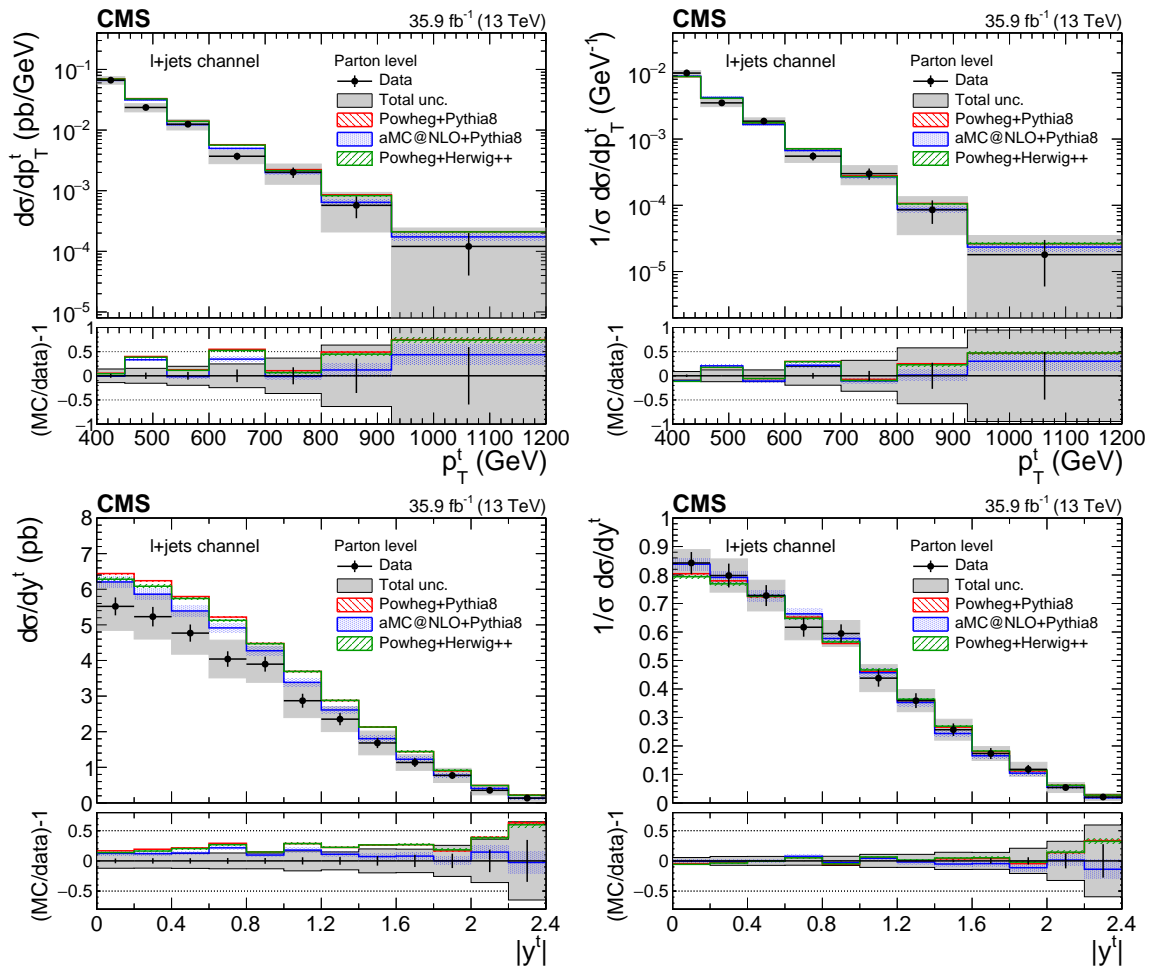 CMS 35.9 fb⁻¹ (13 TeV)
l+jets channel
Parton level
Data
Total unc.
Powheg+Pythia8
aMC@NLO+Pythia8
Powheg+Herwig++
dσ/dp_T^t (pb/GeV)
10⁻¹
10⁻²
10⁻³
10⁻⁴
10⁻⁵
(MC/data)-1
1
0.5
0
−0.5
−1
400 500 600 700 800 900 1000 1100 1200
p_T^t (GeV)
CMS 35.9 fb⁻¹ (13 TeV)
l+jets channel
Parton level
Data
Total unc.
Powheg+Pythia8
aMC@NLO+Pythia8
Powheg+Herwig++
1/σ dσ/dp_T^t (GeV⁻¹)
10⁻²
10⁻³
10⁻⁴
10⁻⁵
(MC/data)-1
1
0.5
0
−0.5
−1
400 500 600 700 800 900 1000 1100 1200
p_T^t (GeV)
CMS 35.9 fb⁻¹ (13 TeV)
l+jets channel
Parton level
Data
Total unc.
Powheg+Pythia8
aMC@NLO+Pythia8
Powheg+Herwig++
dσ/dy^t (pb)
8
7
6
5
4
3
2
1
0
(MC/data)-1
0.5
0
−0.5
0 0.4 0.8 1.2 1.6 2 2.4
|y^t|
CMS 35.9 fb⁻¹ (13 TeV)
l+jets channel
Parton level
Data
Total unc.
Powheg+Pythia8
aMC@NLO+Pythia8
Powheg+Herwig++
1/σ dσ/dy^t
1
0.9
0.8
0.7
0.6
0.5
0.4
0.3
0.2
0.1
0
(MC/data)-1
0.5
0
−0.5
0 0.4 0.8 1.2 1.6 2 2.4
|y^t|